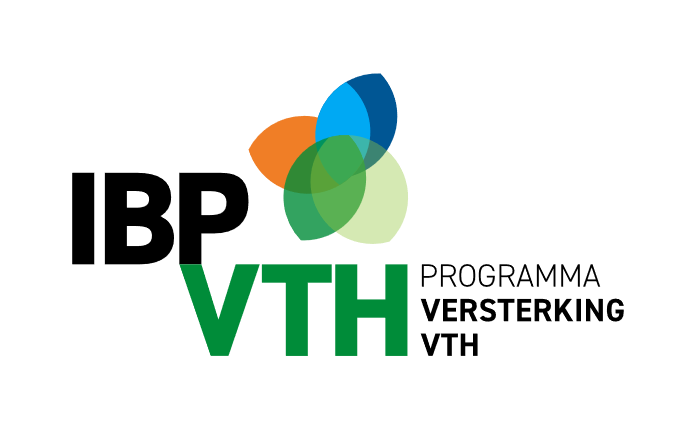 IBP
VTH
PROGRAMMA
VERSTERKING
VTH